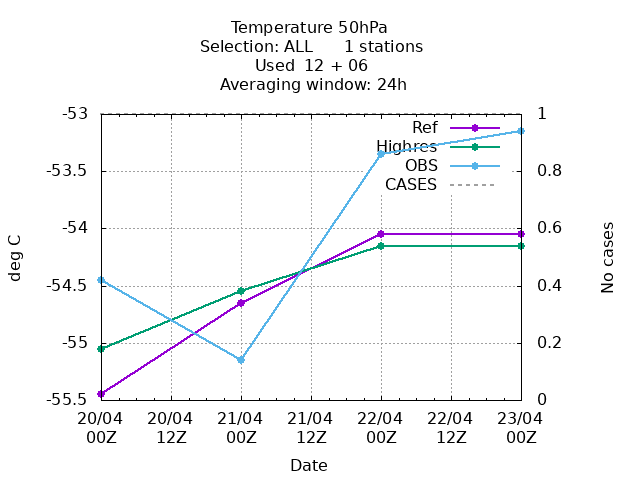 Temperature 50hPa
Selection: ALL      1 stations
Used  12 + 06
Averaging window: 24h
-53
-53.5
-54
-54.5
-55
-55.5
deg C
1
0.8
0.6
0.4
0.2
0
No cases
Ref
Highres
OBS
CASES
20/04 20/04 21/04 21/04 22/04 22/04 23/04
00Z 12Z 00Z 12Z 00Z 12Z 00Z
Date